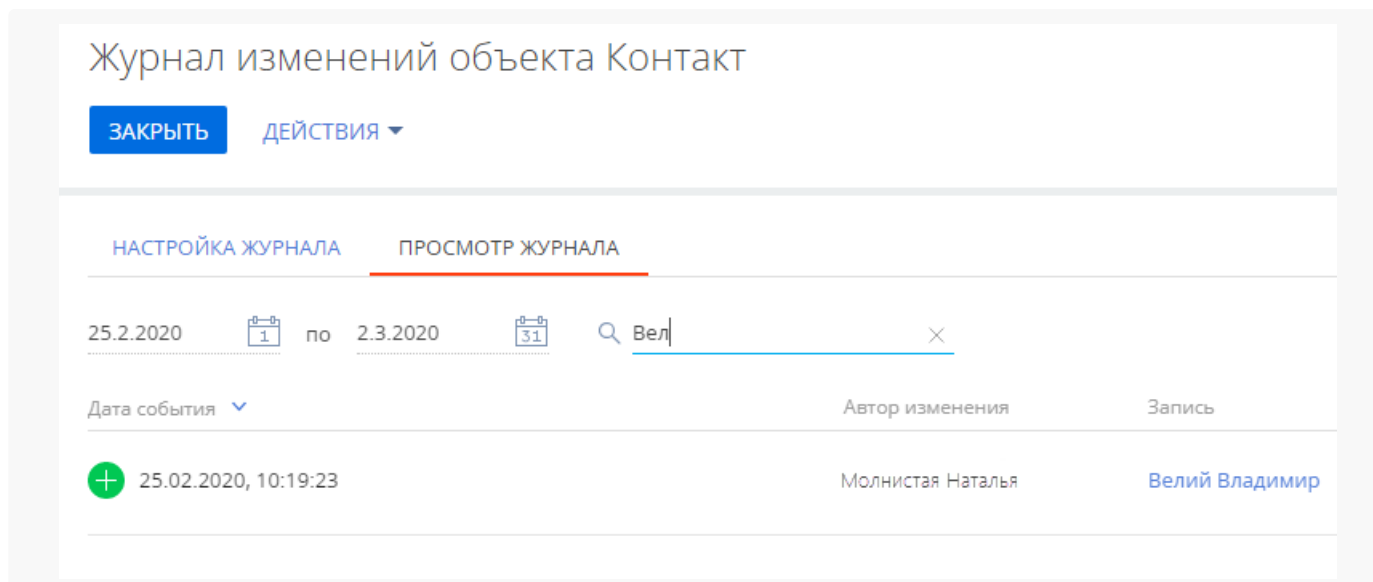 Журнал изменений объекта Контакт
ЗАКРЫТЬ ДЕЙСТВИЯ
НАСТРОЙКА ЖУРНАЛА ПРОСМОТР ЖУРНАЛА
25.2.2020 1 по 2.3.2020 31 Вел
Дата события Автор изменения Запись
25.02.2020, 10:19:23 Молнистая Наталья Велий Владимир